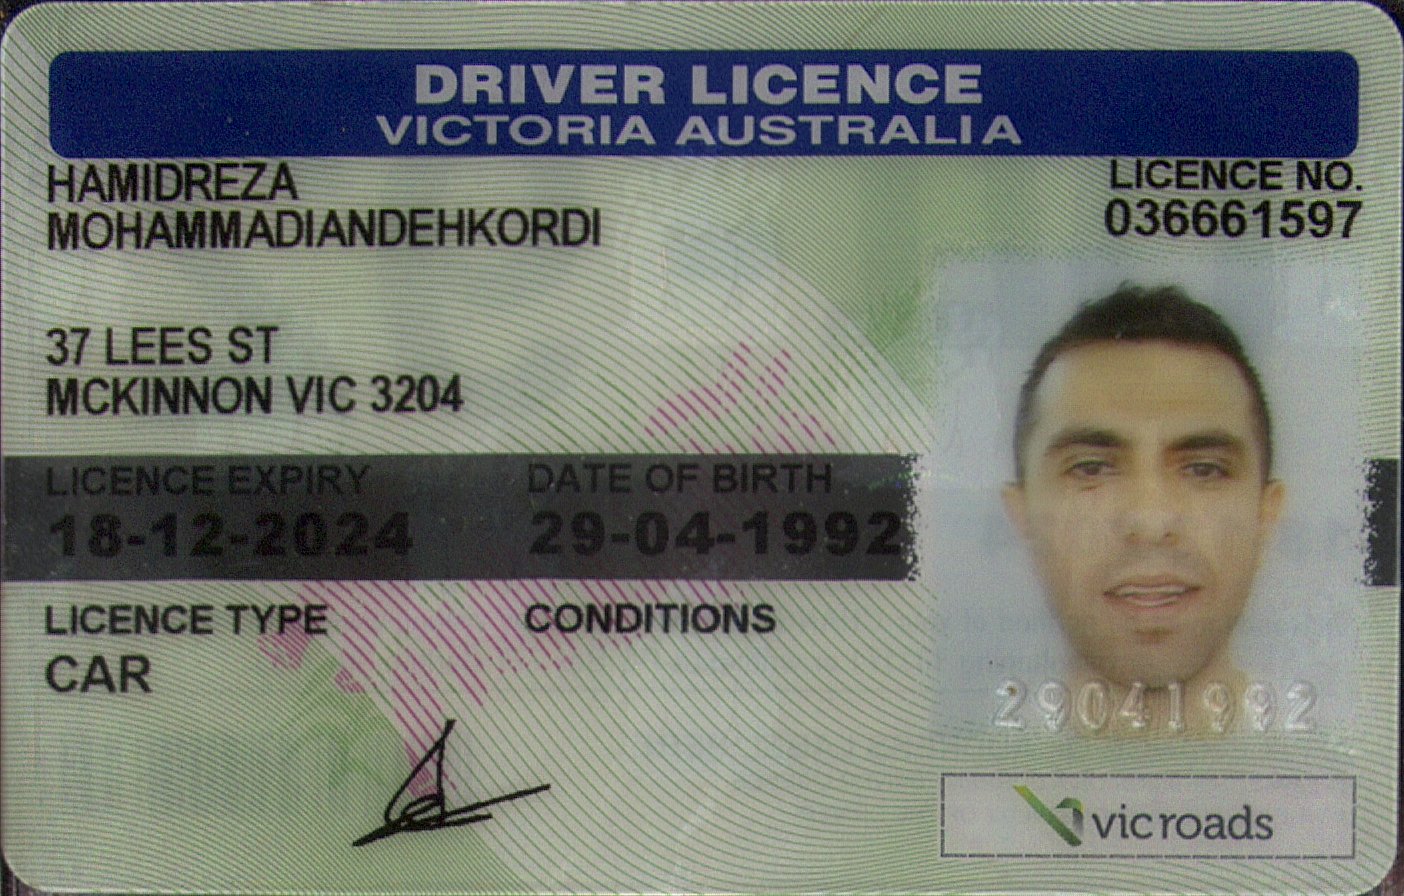 DRIVER LICENCE
VICTORIA AUSTRALIA
HAMIDREZA
MOHAMMADIANDEHKORDI
LICENCE NO.
036661597
37 LEES ST
MCKINNON VIC 3204
LICENCE EXPIRY DATE OF BIRTH
18-12-2024 29-04-1992
LICENCE TYPE CONDITIONS
CAR
29041992
vicroads